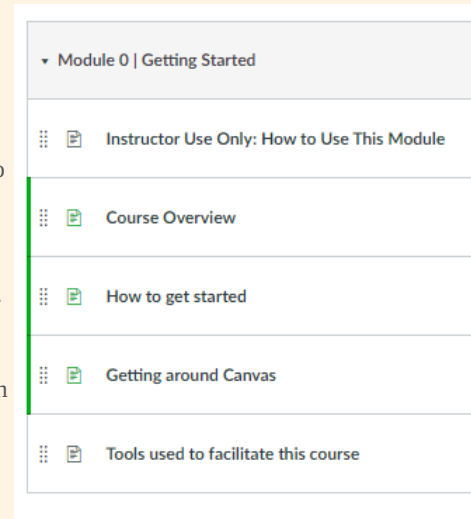 Module 0 | Getting Started
Instructor Use Only: How to Use This Module
Course Overview
How to get started
Getting around Canvas
Tools used to facilitate this course